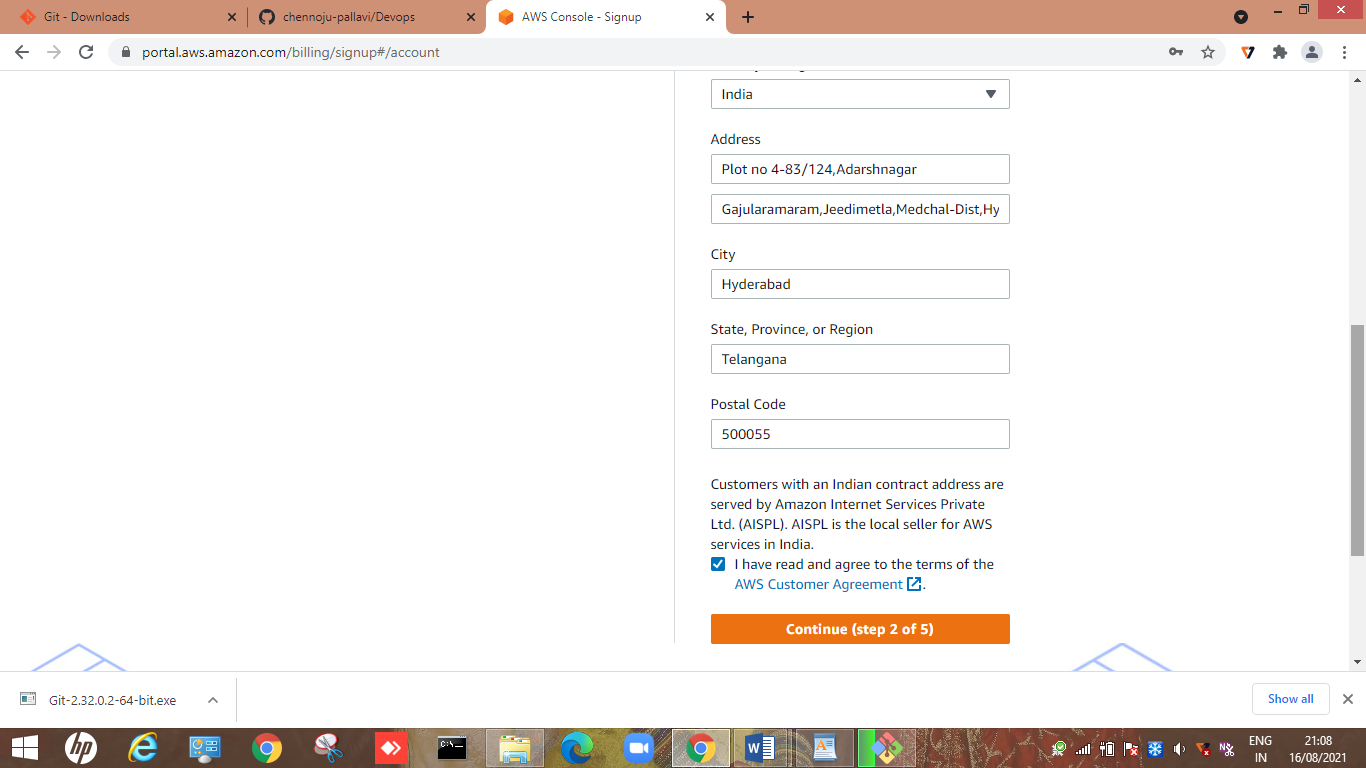 Git - Downloads
chennoju-pallavi/Devops
AWS Console - Signup
portal.aws.amazon.com/billing/signup#/account
India
Address
Plot no 4-83/124,Adarshnagar
Gajularamaram,Jeedimetla,Medchal-Dist,Hy
City
Hyderabad
State, Province, or Region
Telangana
Postal Code
500055
Customers with an Indian contract address are
served by Amazon Internet Services Private
Ltd. (AISPL). AISPL is the local seller for AWS
services in India.
I have read and agree to the terms of the
AWS Customer Agreement .
Continue (step 2 of 5)
Git-2.32.0.2-64-bit.exe
Show all
hp
C:\
ENG
IN
21:08
16/08/2021